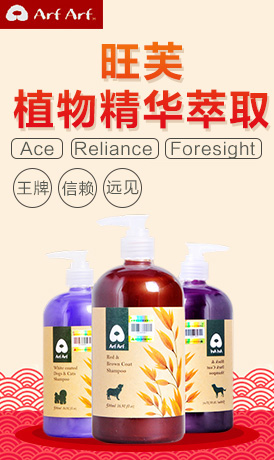 Arf Arf®
旺芙
植物精华萃取
Ace Reliance Foresight
王牌 信赖 远见
Arf Arf
White coated
Dogs & Cats
Shampoo
Arf Arf
Red &
Brown Coat
Shampoo
Arf Arf